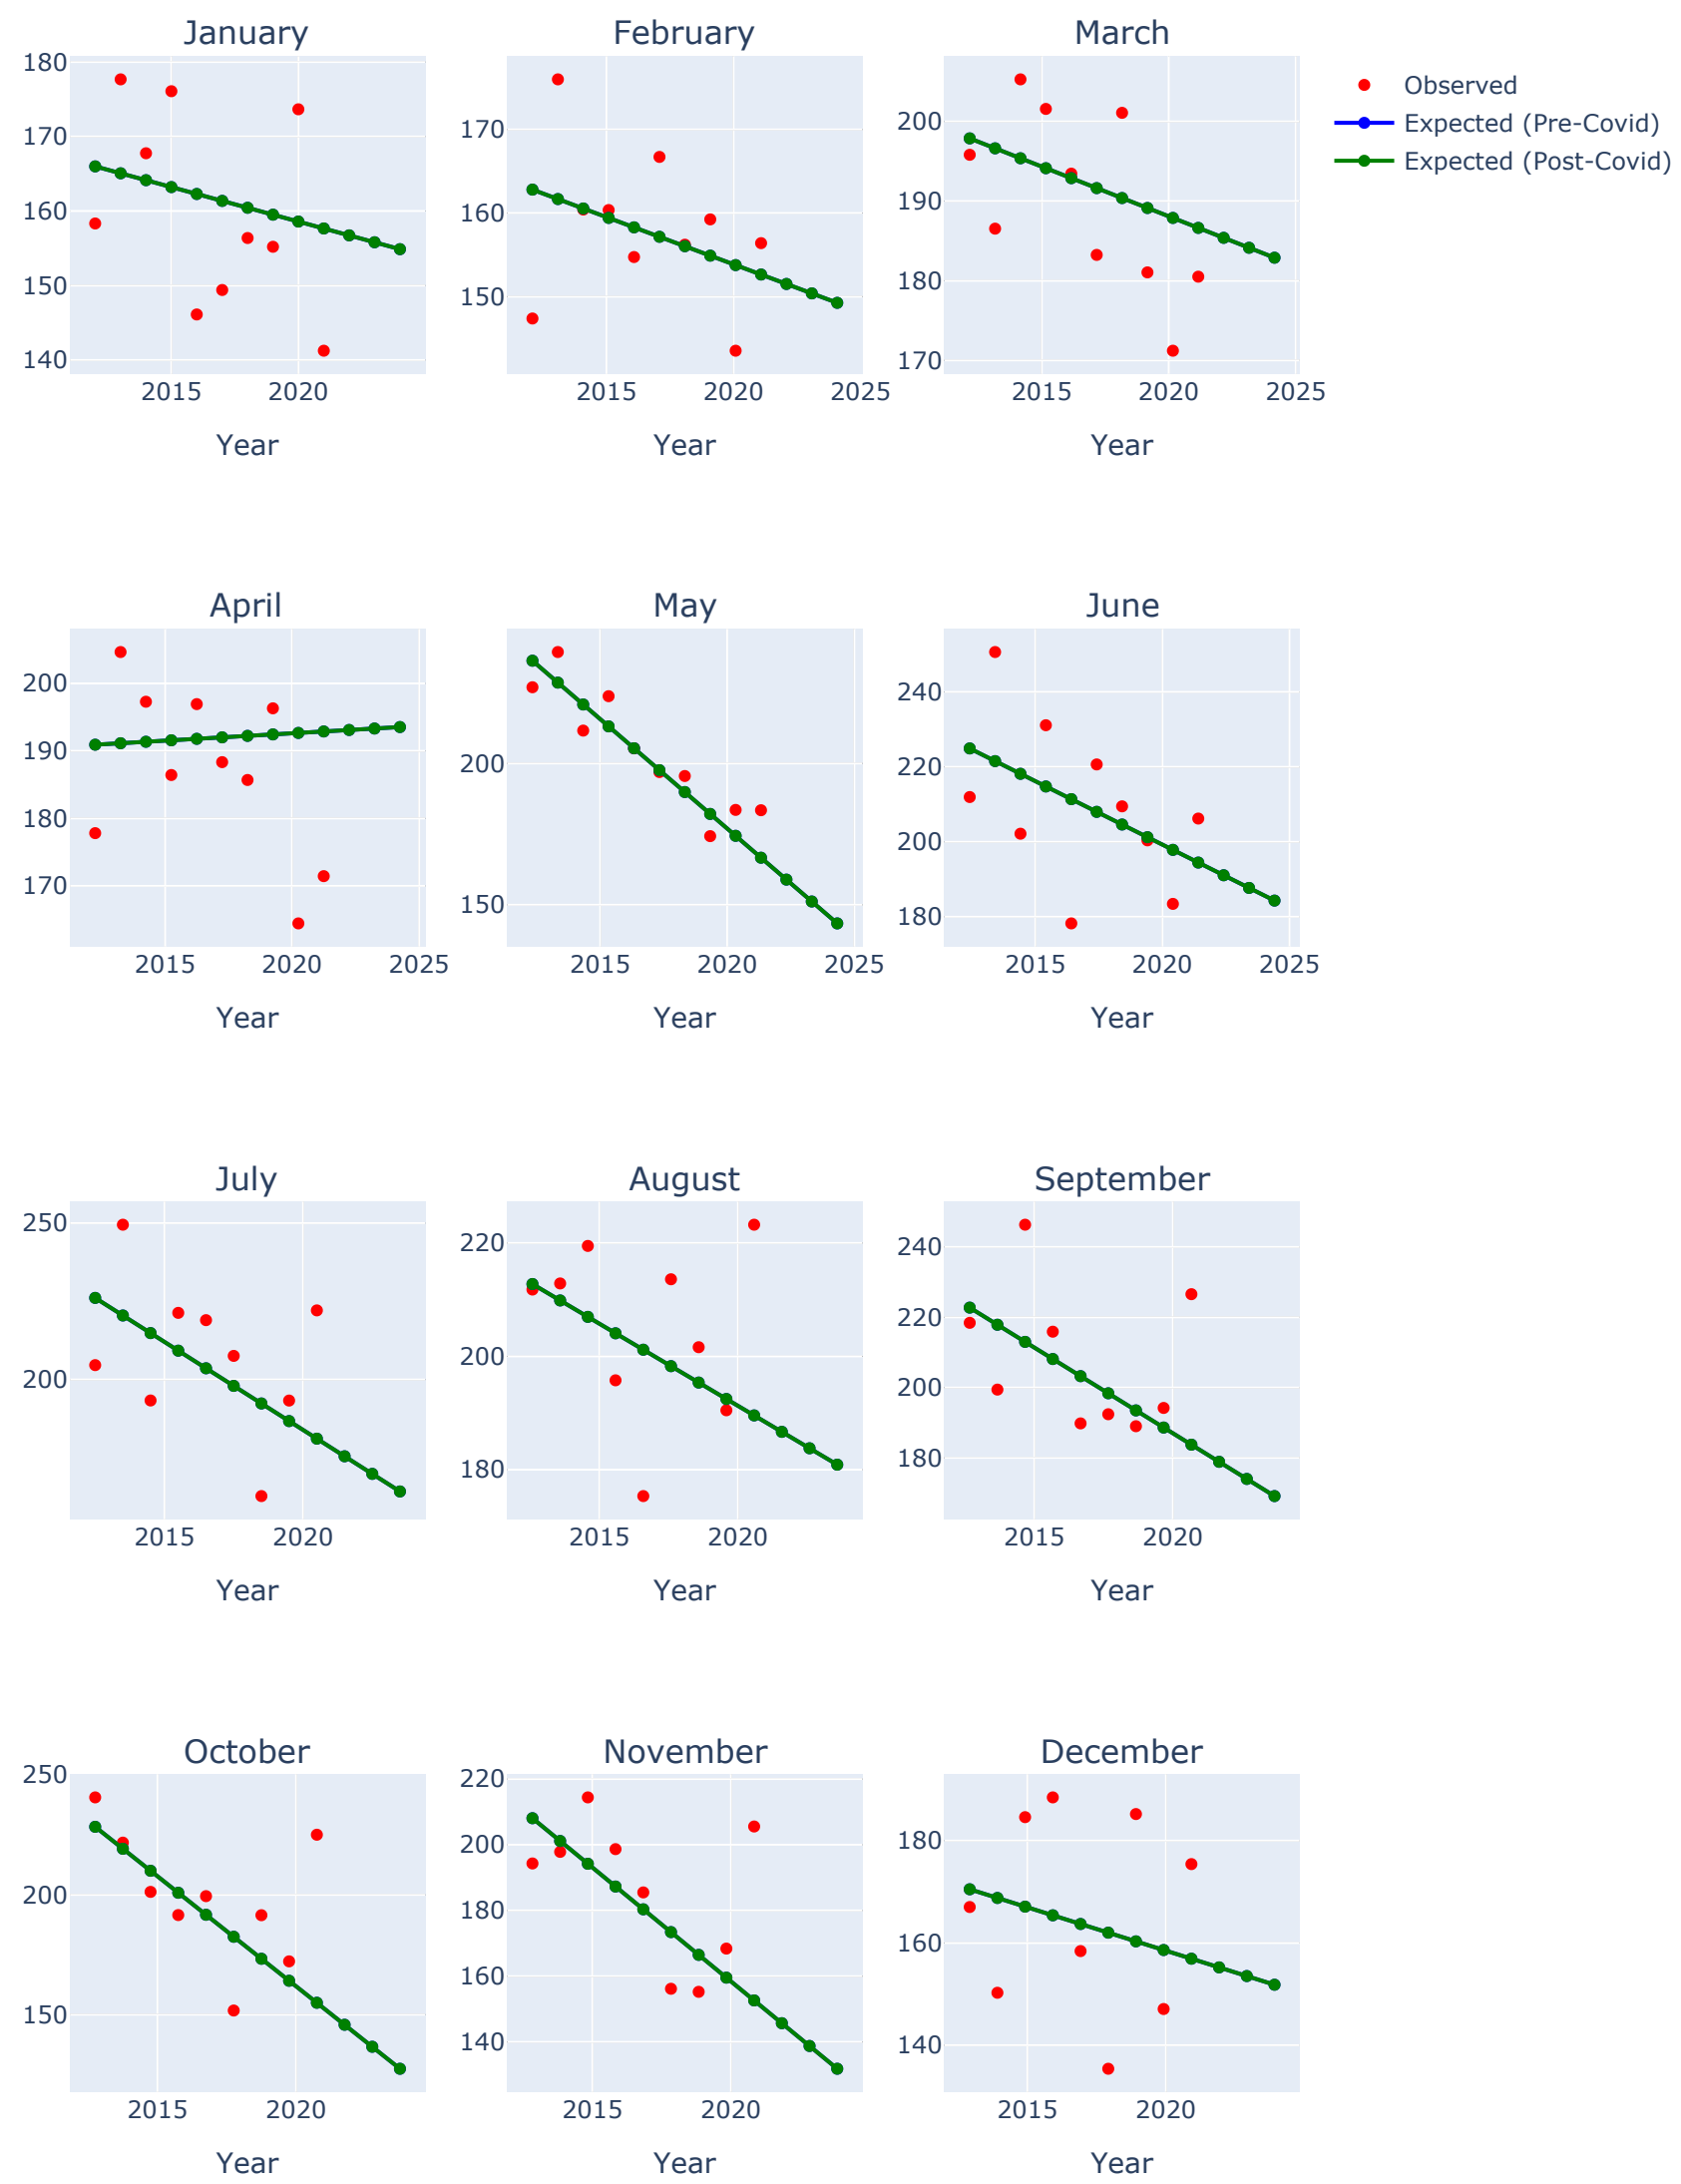 January February March
180
170
160
150
140
2015 2020
Year
170
160
150
2015 2020 2025
Year
200
190
180
170
2015 2020 2025
Year
Observed
Expected (Pre-Covid)
Expected (Post-Covid)
April May June
200
190
180
170
2015 2020 2025
Year
200
150
2015 2020 2025
Year
240
220
200
180
2015 2020 2025
Year
July August September
250
200
2015 2020
Year
220
200
180
2015 2020
Year
240
220
200
180
2015 2020
Year
October November December
250
200
150
2015 2020
Year
220
200
180
160
140
2015 2020
Year
180
160
140
2015 2020
Year